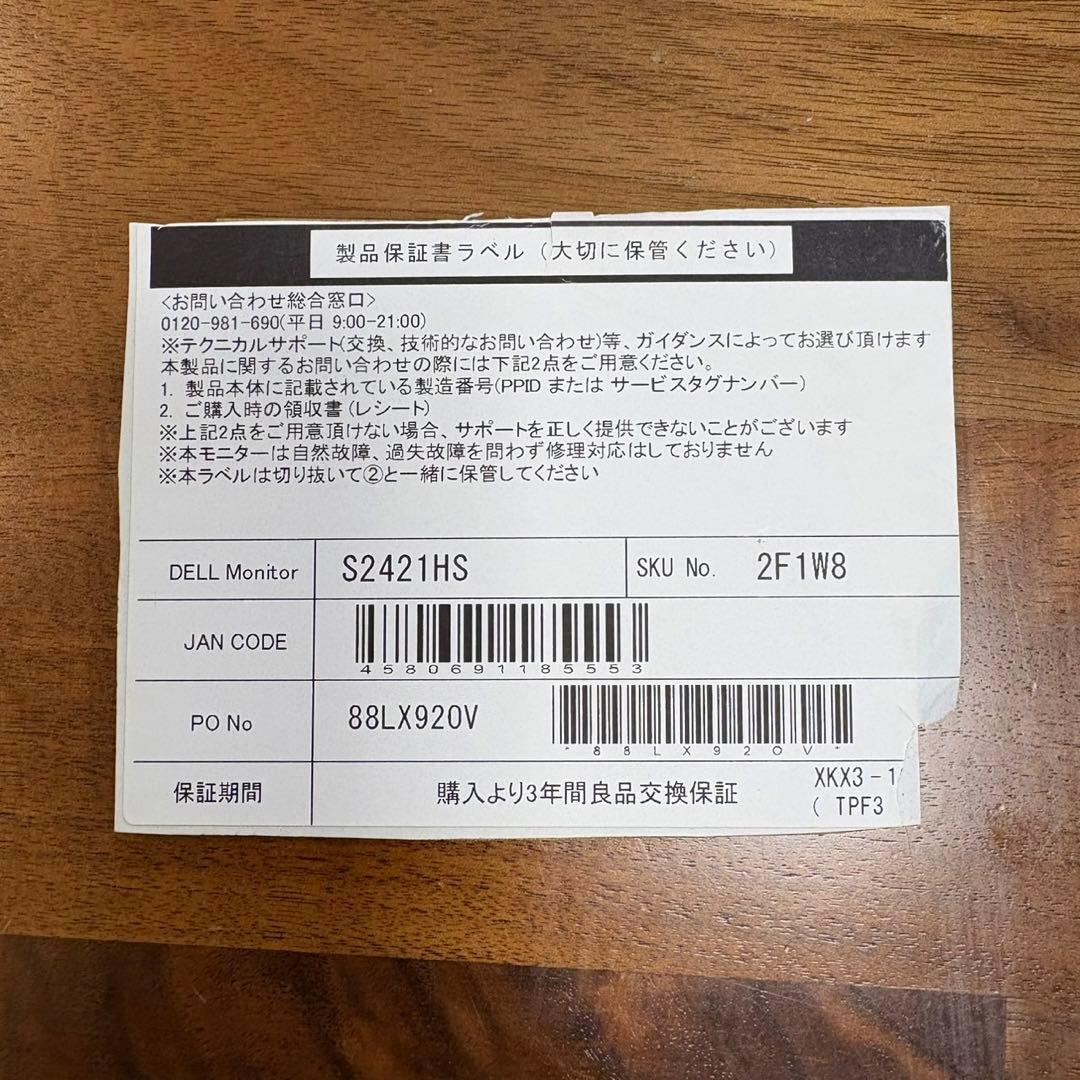 製品保証書ラベル（大切に保管ください）
<お問い合わせ総合窓口>
0120-981-690(平日 9:00-21:00)
※テクニカルサポート(交換、技術的なお問い合わせ)等、ガイダンスによってお選び頂けます
本製品に関するお問い合わせの際には下記2点をご用意ください。
1. 製品本体に記載されている製造番号(PPID または サービスタグナンバー)
2. ご購入時の領収書(レシート)
※上記2点をご用意頂けない場合、サポートを正しく提供できないことがございます
※本モニターは自然故障、過失故障を問わず修理対応はしておりません
※本ラベルは切り抜いて②と一緒に保管してください
DELL Monitor S2421HS SKU No. 2F1W8
JAN CODE
4580691185553
PO No 88LX920V
*88LX920V*
保証期間 購入より3年間良品交換保証
XKX3-1
( TPF3